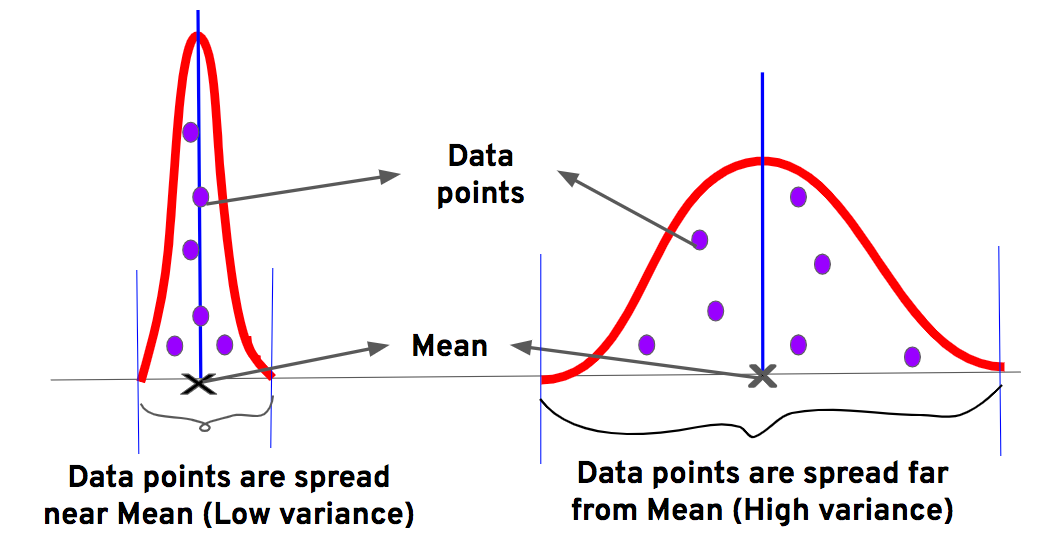 Data
points
Mean
Data points are spread
near Mean (Low variance)
Data points are spread far
from Mean (High variance)